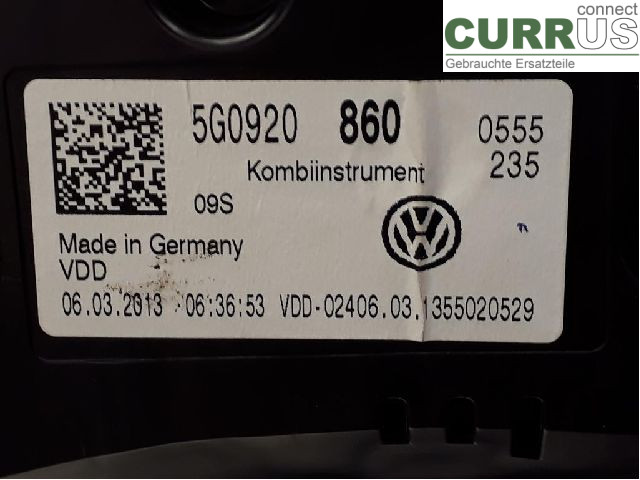 connect
CURRUS
Gebrauchte Ersatzteile
5G0920 860 0555
Kombiinstrument 235
09S
Made in Germany
VDD
06.03.2013 06:36:53 VDD-02406.03.1355020529